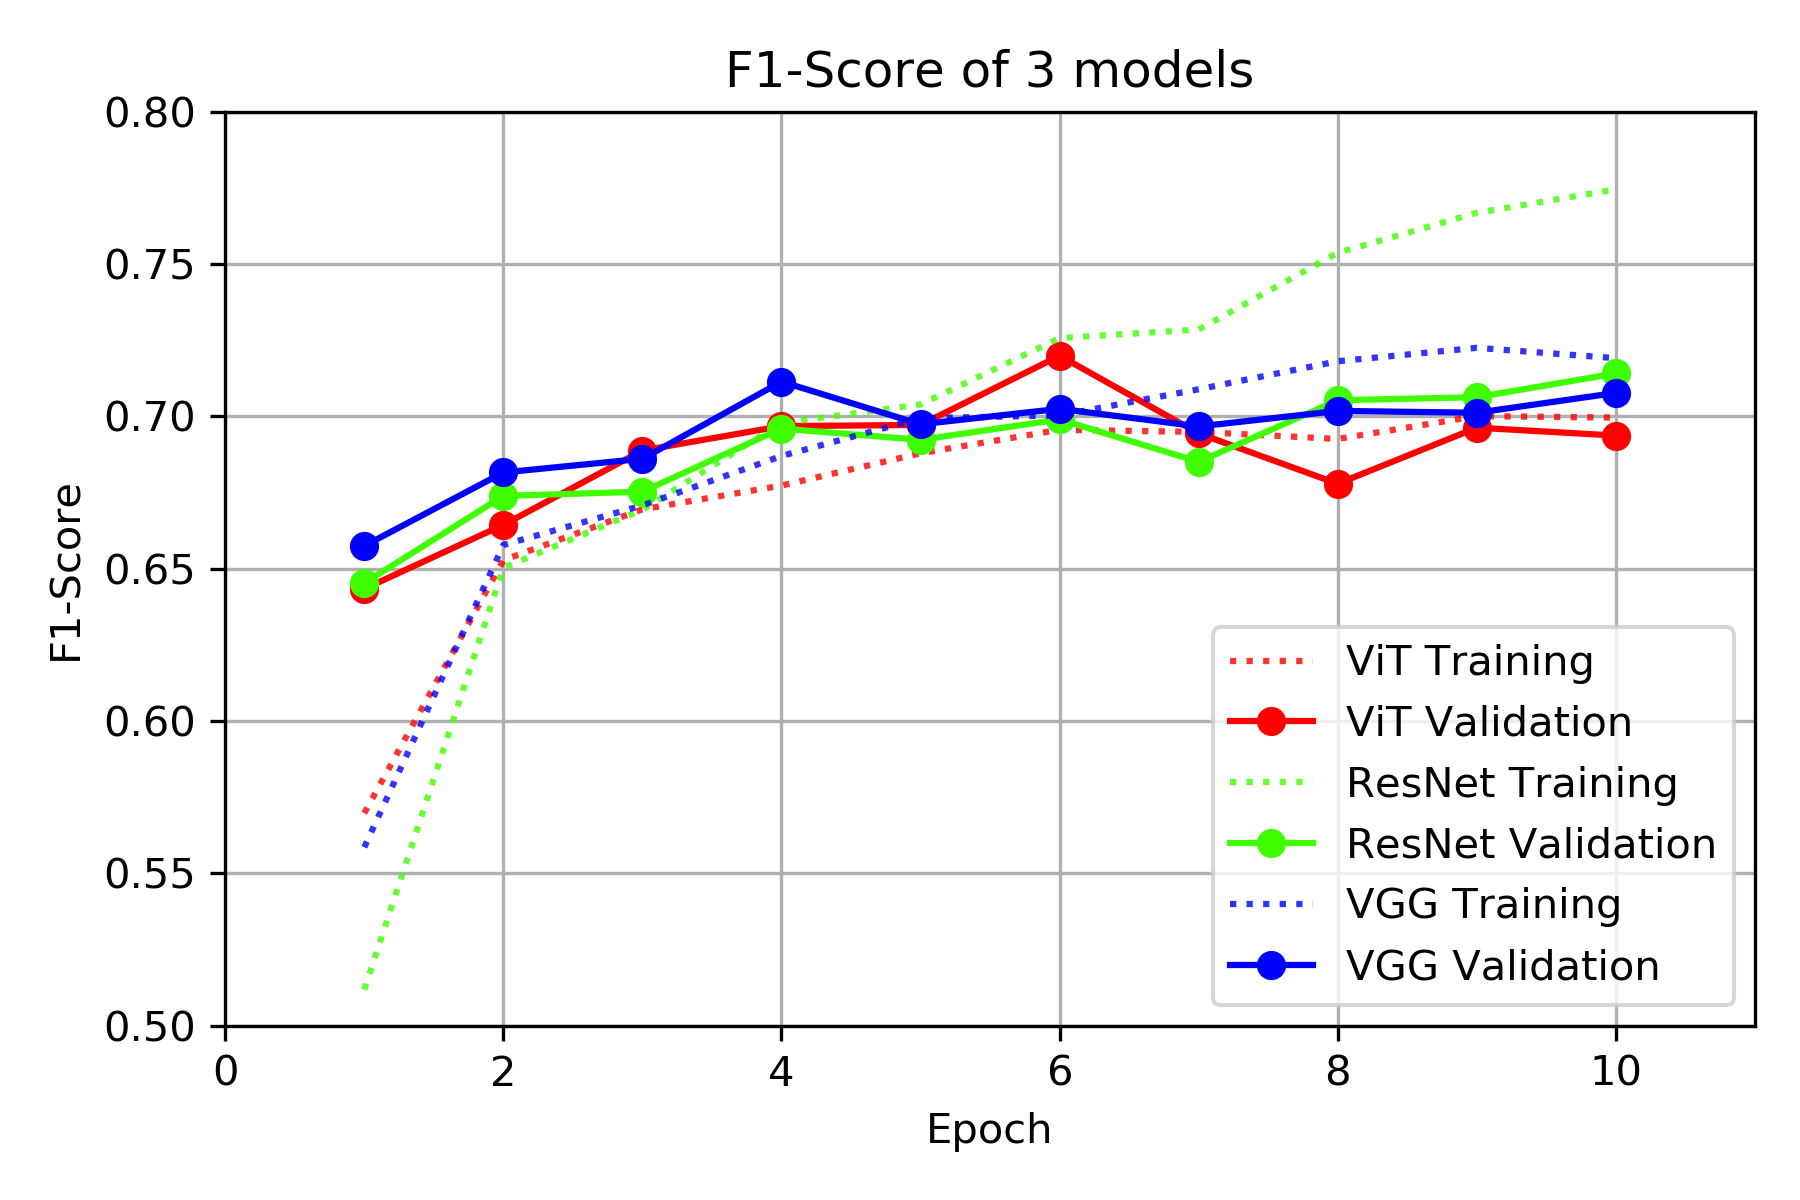 F1-Score of 3 models
0.80
0.75
0.70
0.65
0.60
0.55
0.50
F1-Score
ViT Training
ViT Validation
ResNet Training
ResNet Validation
VGG Training
VGG Validation
0 2 4 6 8 10
Epoch